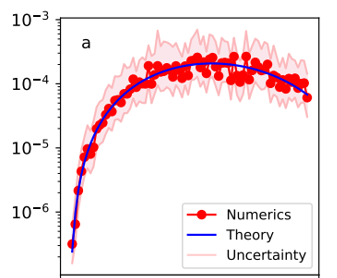 10⁻³
a
10⁻⁴
10⁻⁵
10⁻⁶
Numerics
Theory
Uncertainty